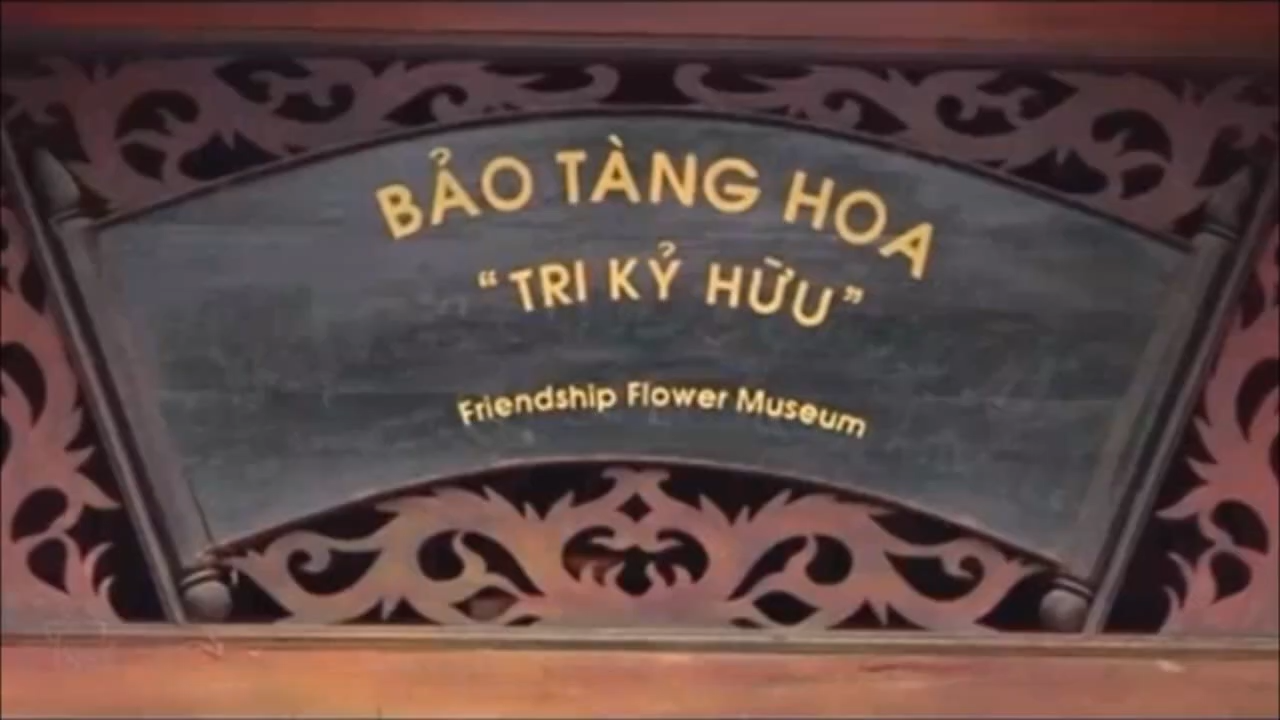 BẢO TÀNG HOA
“TRI KỶ HỮU”
Friendship Flower Museum